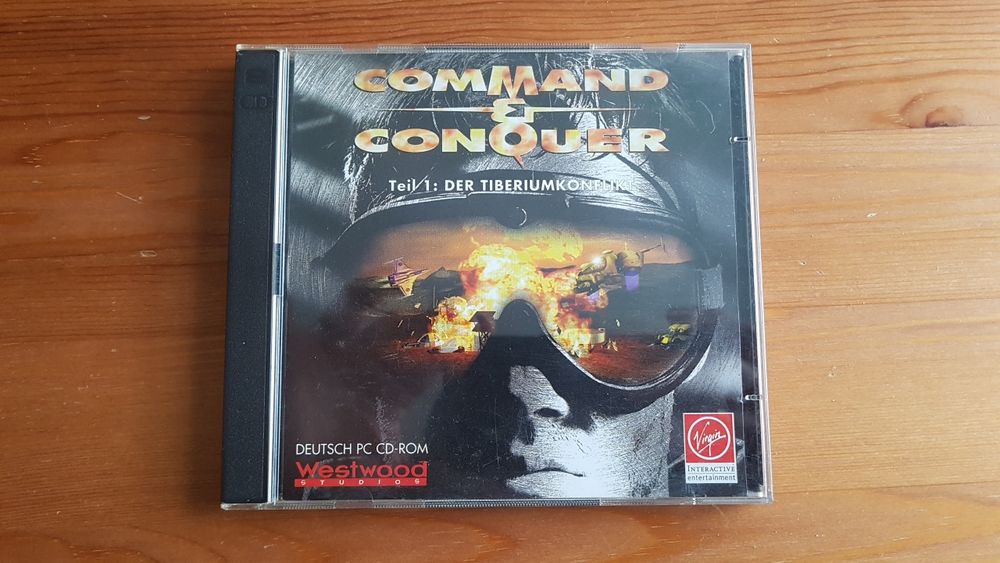 COMMAND
&
CONQUER
Teil 1: DER TIBERIUMKONFLIKT
DEUTSCH PC CD-ROM
Westwood
STUDIOS
Virgin
INTERACTIVE
entertainment